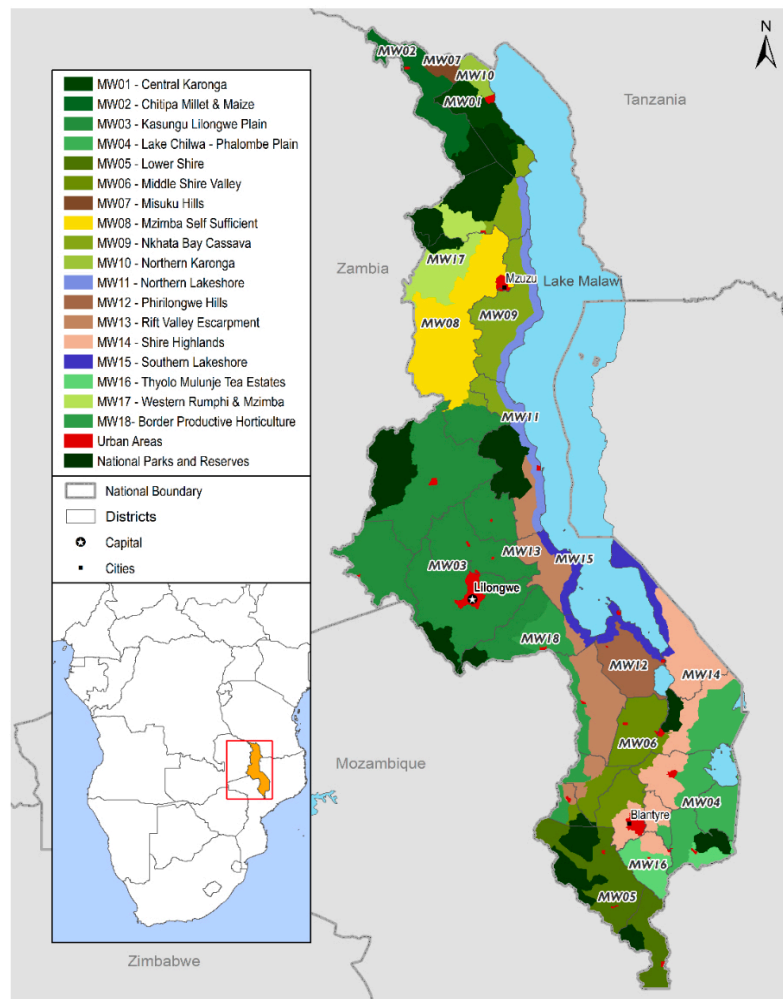 N
MW01 - Central Karonga
MW02 - Chitipa Millet & Maize
MW03 - Kasungu Lilongwe Plain
MW04 - Lake Chilwa - Phalombe Plain
MW05 - Lower Shire
MW06 - Middle Shire Valley
MW07 - Misuku Hills
MW08 - Mzimba Self Sufficient
MW09 - Nkhata Bay Cassava
MW10 - Northern Karonga
MW11 - Northern Lakeshore
MW12 - Phirilongwe Hills
MW13 - Rift Valley Escarpment
MW14 - Shire Highlands
MW15 - Southern Lakeshore
MW16 - Thyolo Mulunje Tea Estates
MW17 - Western Rumphi & Mzimba
MW18- Border Productive Horticulture
Urban Areas
National Parks and Reserves
National Boundary
Districts
Capital
Cities
MW02
MW07
MW10
MW01
Tanzania
Zambia
MW17
Mzuzu
Lake Malawi
MW08
MW09
MW11
MW03
MW13
MW15
Lilongwe
MW18
MW12
MW14
MW06
Mozambique
MW04
Blantyre
MW16
MW05
Zimbabwe